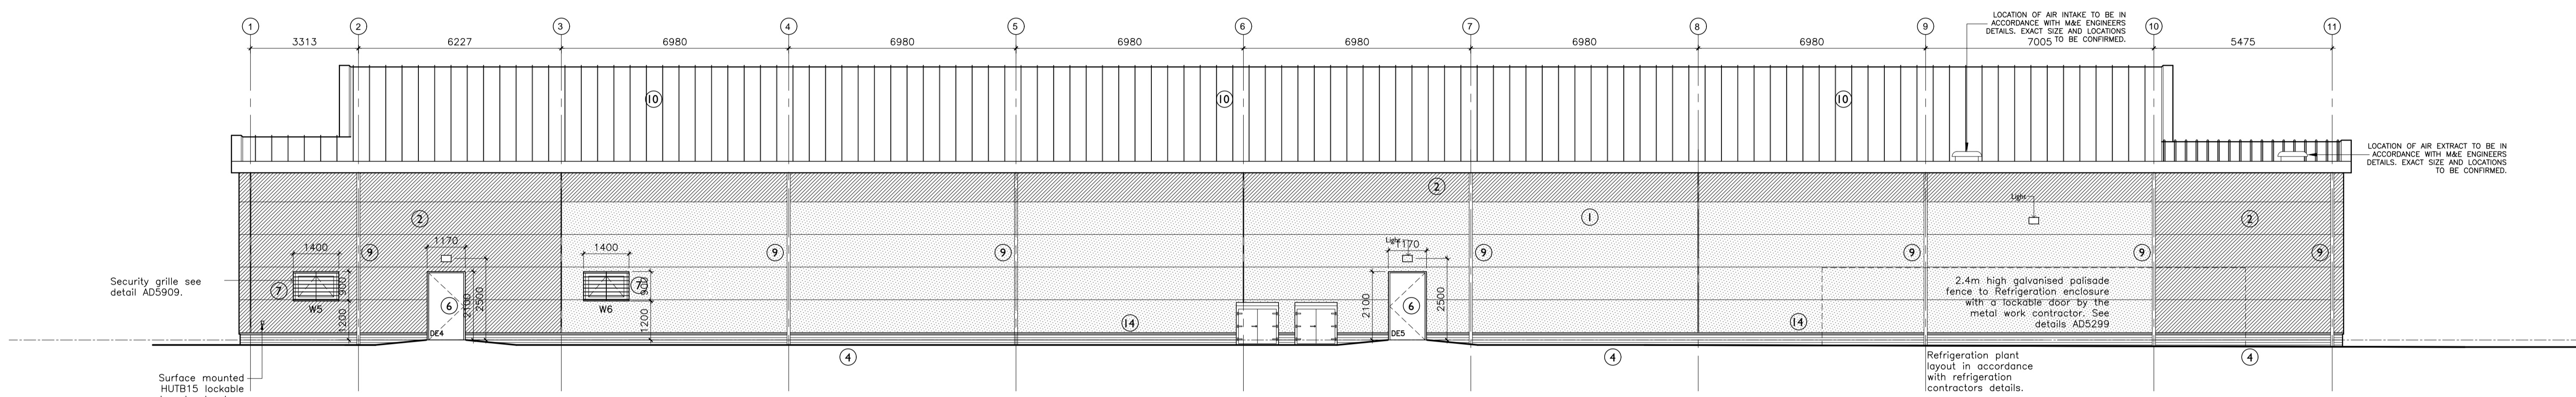 1 2 3 4 5 6 7 8 9 10 11
3313 6227 6980 6980 6980 6980 6980 6980 7005 5475
LOCATION OF AIR INTAKE TO BE IN
ACCORDANCE WITH M&E ENGINEERS
DETAILS. EXACT SIZE AND LOCATIONS
TO BE CONFIRMED.
10 10 10
LOCATION OF AIR EXTRACT TO BE IN
ACCORDANCE WITH M&E ENGINEERS
DETAILS. EXACT SIZE AND LOCATIONS
TO BE CONFIRMED.
2
2 1 2
Light
Light
1400 1170 1400 1170
9 9 9 9 9 9 9
Security grille see
detail AD5909.
7 900 W5 1200
6 2100 2500 DE4
7 900 W6 1200
2100 6 2500 DE5
2.4m high galvanised palisade
fence to Refrigeration enclosure
with a lockable door by the
metal work contractor. See
details AD5299
14 14
4 4 4
Refrigeration plant
layout in accordance
with refrigeration
contractors details.
Surface mounted
HUTB15 lockable